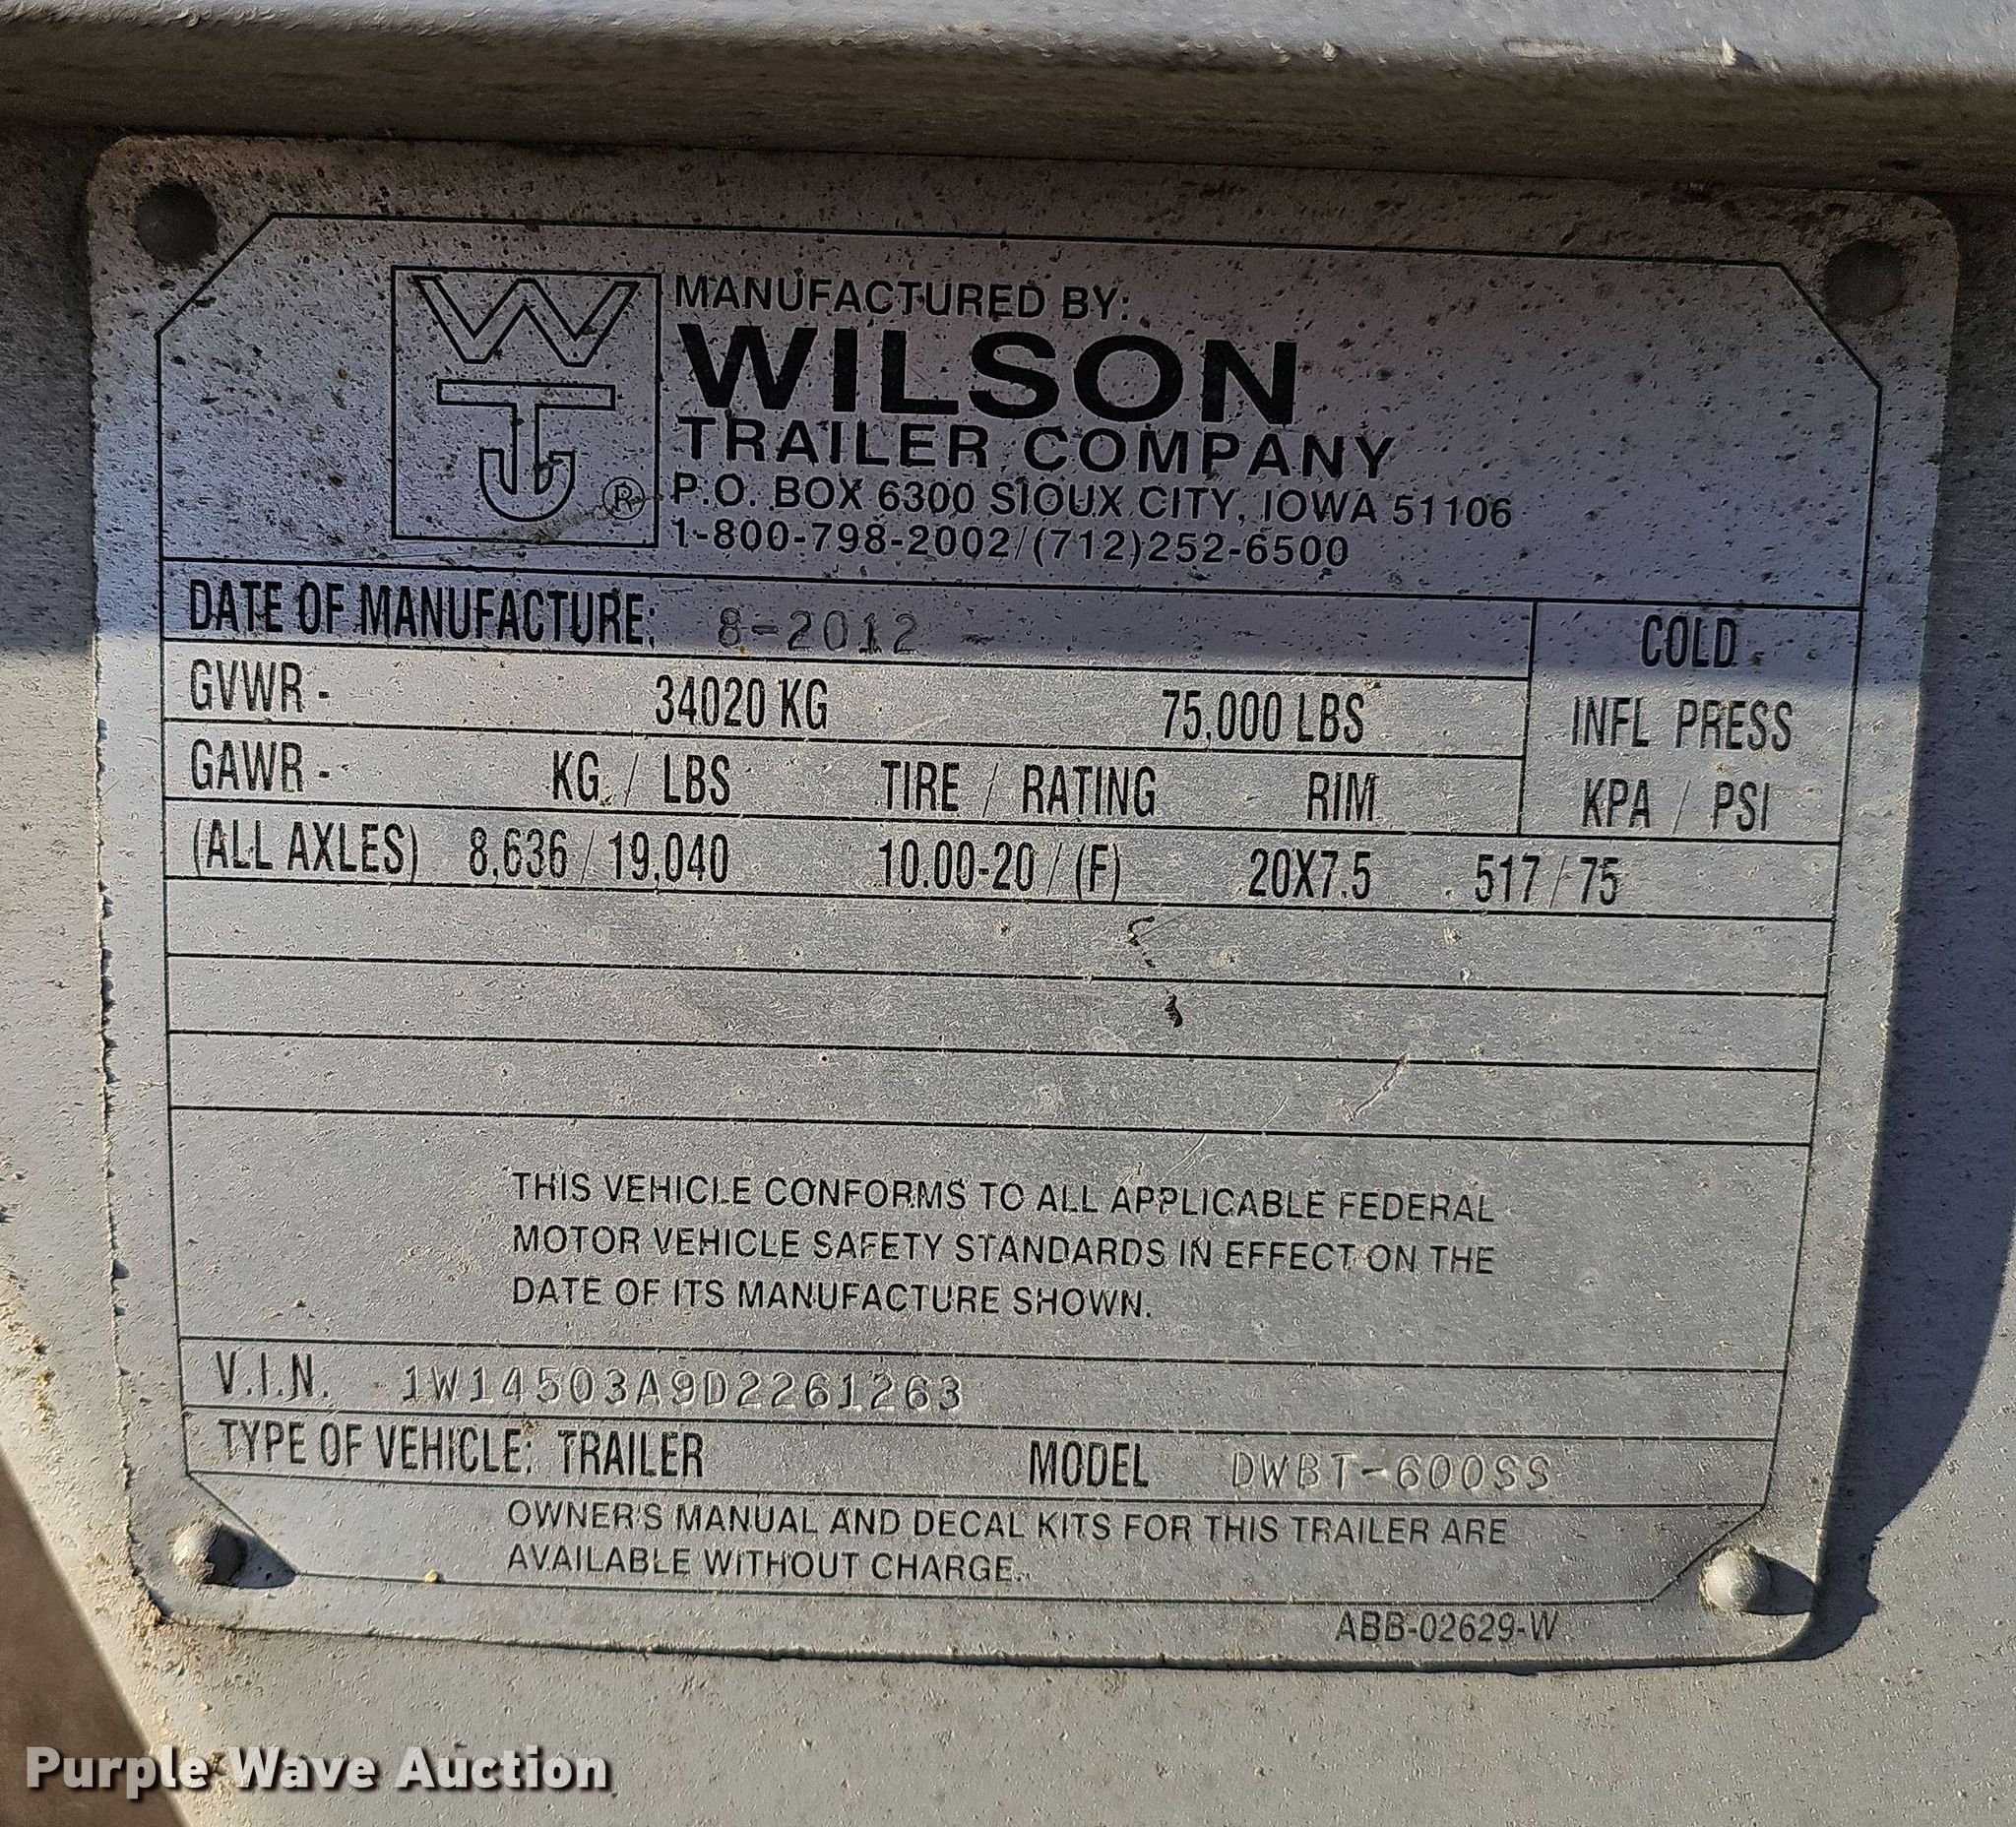 WTJ®
MANUFACTURED BY:
WILSON
TRAILER COMPANY
P.O. BOX 6300 SIOUX CITY, IOWA 51106
1-800-798-2002/(712)252-6500
DATE OF MANUFACTURE: 8-2012 -
COLD
GVWR - 34020 KG 75,000 LBS
INFL PRESS
GAWR - KG / LBS TIRE / RATING RIM KPA / PSI
(ALL AXLES) 8,636 / 19,040 10.00-20 / (F) 20X7.5 517 / 75
THIS VEHICLE CONFORMS TO ALL APPLICABLE FEDERAL
MOTOR VEHICLE SAFETY STANDARDS IN EFFECT ON THE
DATE OF ITS MANUFACTURE SHOWN.
V.I.N. 1W14503A9D2261263
TYPE OF VEHICLE: TRAILER MODEL DWBT-600SS
OWNER'S MANUAL AND DECAL KITS FOR THIS TRAILER ARE
AVAILABLE WITHOUT CHARGE.
ABB-02629-W
Purple Wave Auction